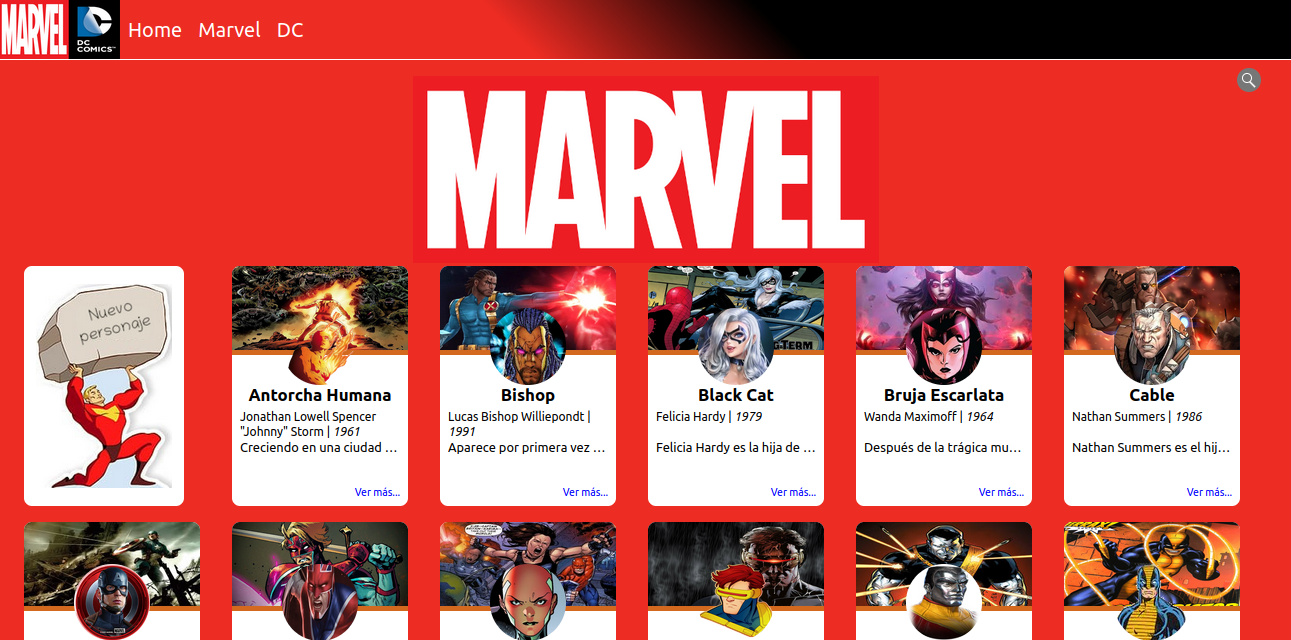 MARVEL
DC
COMICS™
Home Marvel DC
MARVEL
Nuevo
personaje
Antorcha Humana
Jonathan Lowell Spencer
"Johnny" Storm | 1961
Creciendo en una ciudad ...
Ver más...
Bishop
Lucas Bishop Williepondt |
1991
Aparece por primera vez ...
Ver más...
G-TERM
Black Cat
Felicia Hardy | 1979
Felicia Hardy es la hija de ...
Ver más...
Bruja Escarlata
Wanda Maximoff | 1964
Después de la trágica mu...
Ver más...
Cable
Nathan Summers | 1986
Nathan Summers es el hij...
Ver más...